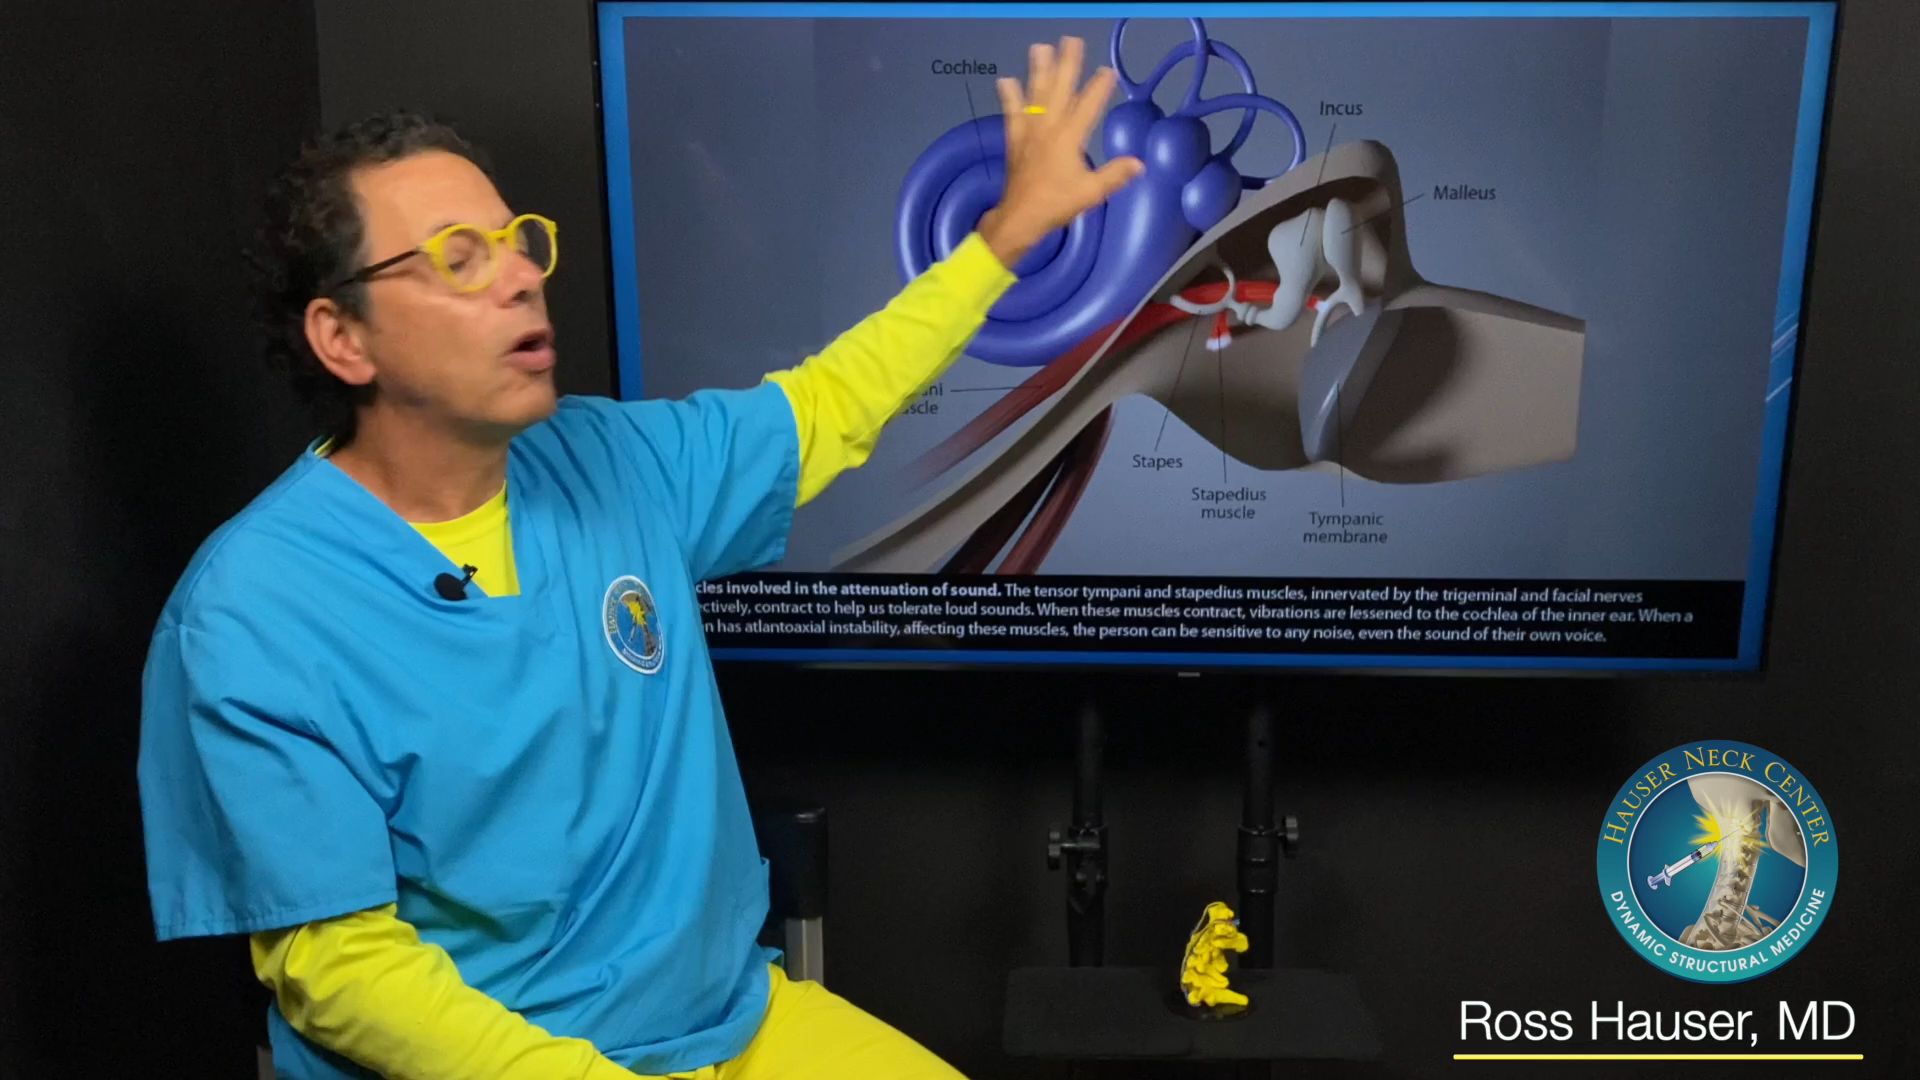 Cochlea
Incus
Malleus
Stapes
Stapedius
muscle
Tympanic
membrane
involved in the attenuation of sound. The tensor tympani and stapedius muscles, innervated by the trigeminal and facial nerves
contract to help us tolerate loud sounds. When these muscles contract, vibrations are lessened to the cochlea of the inner ear. When a
has atlantoaxial instability, affecting these muscles, the person can be sensitive to any noise, even the sound of their own voice.
HAUSER NECK CENTER
DYNAMIC STRUCTURAL MEDICINE
Ross Hauser, MD